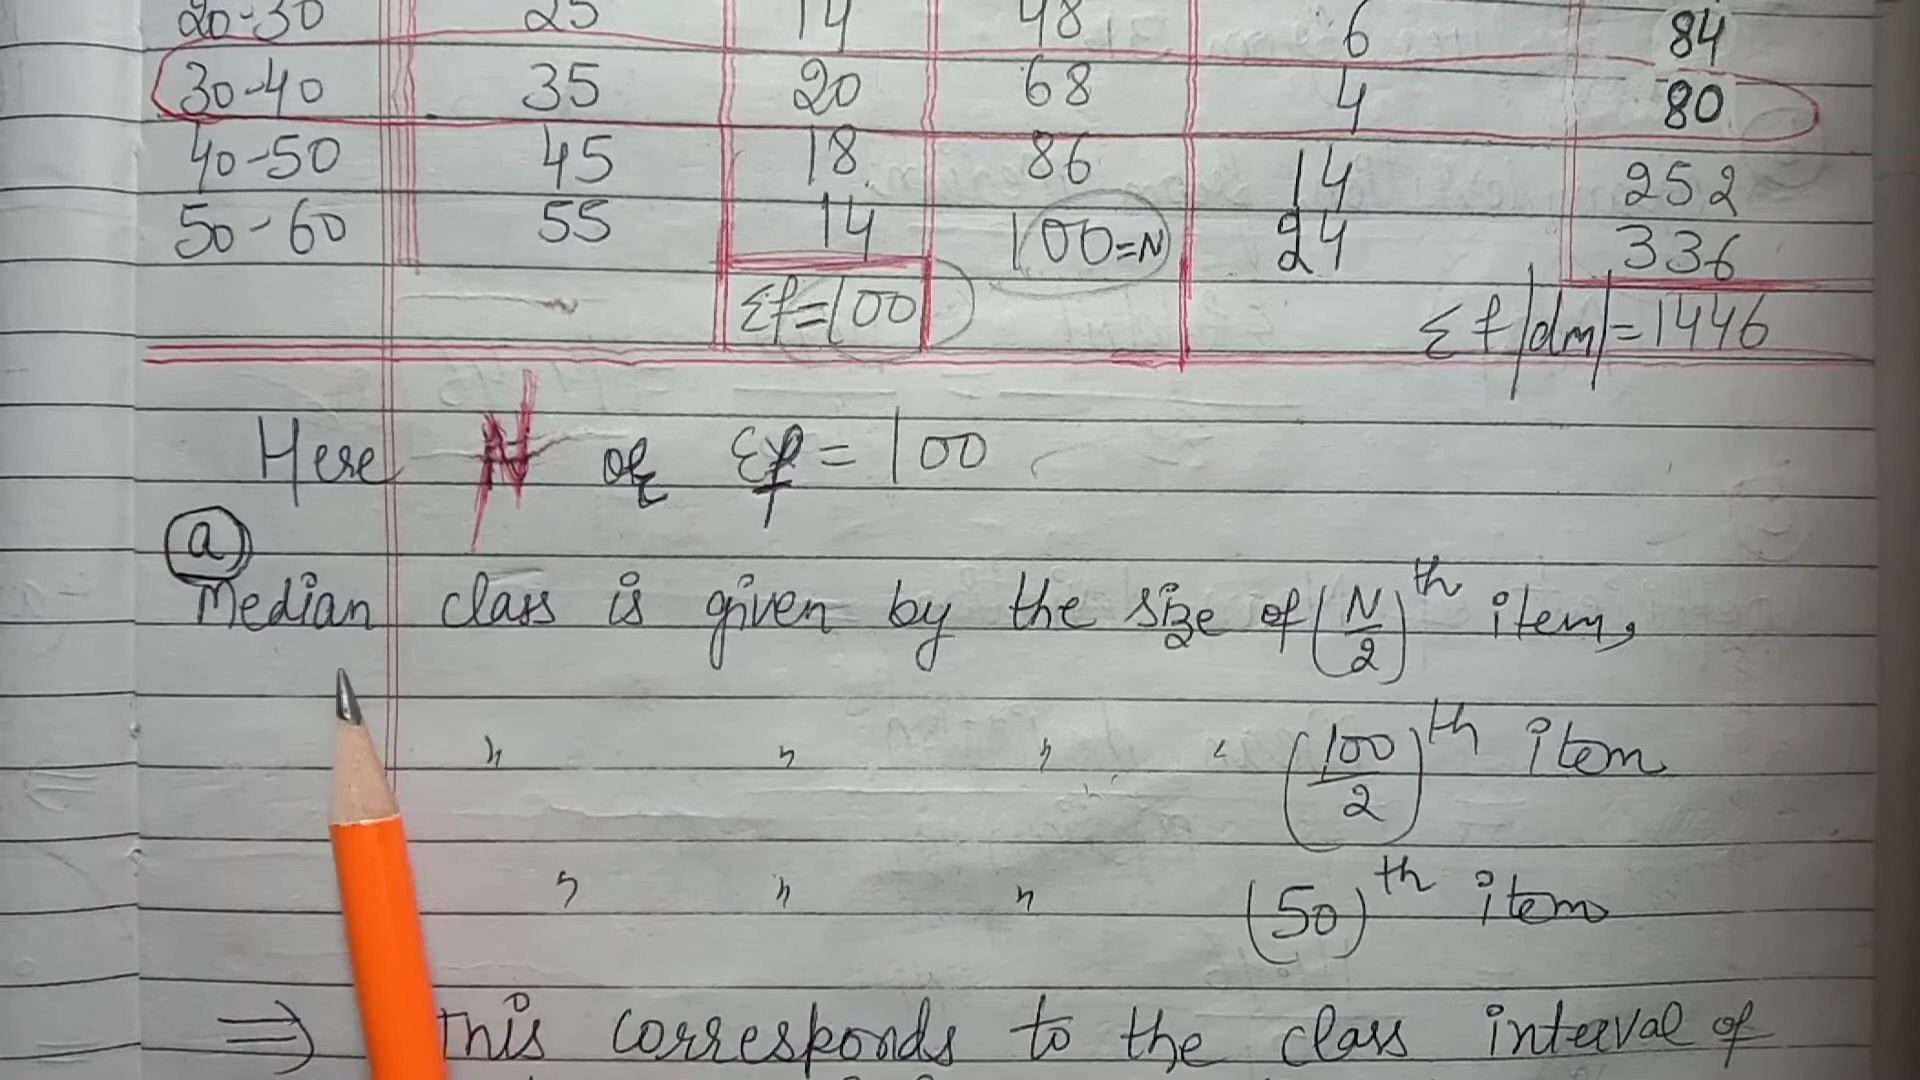 20-30 25 14 48 6 84
30-40 35 20 68 4 80
40-50 45 18 86 14 252
50-60 55 14 100=N 24 336
Σf=100 Σf|dm|=1446
Here N or Σf = 100
a
Median class is given by the size of (N/2)th item,
" " " " (100/2)th item
" " " (50)th item
⇒ This corresponds to the class interval of